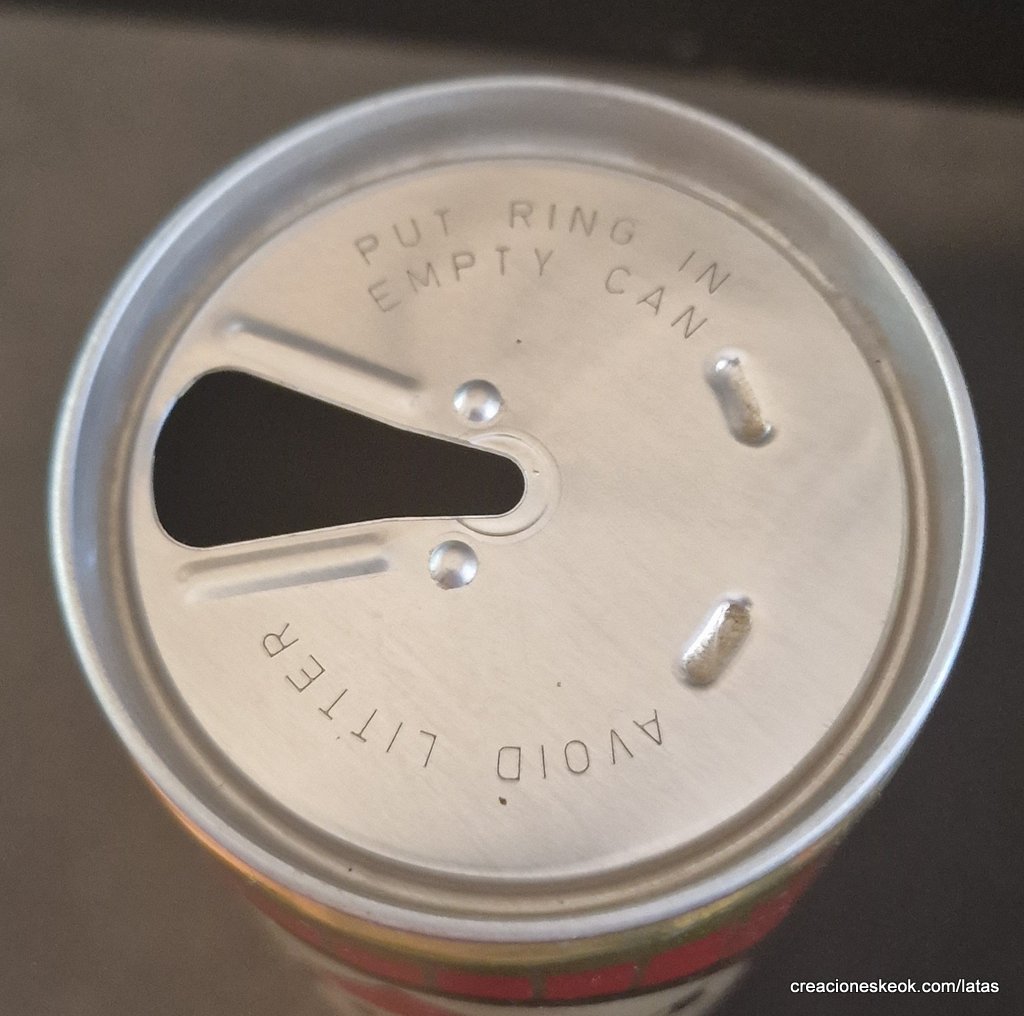 PUT RING IN
EMPTY CAN
AVOID LITTER
creacioneskeok.com/latas